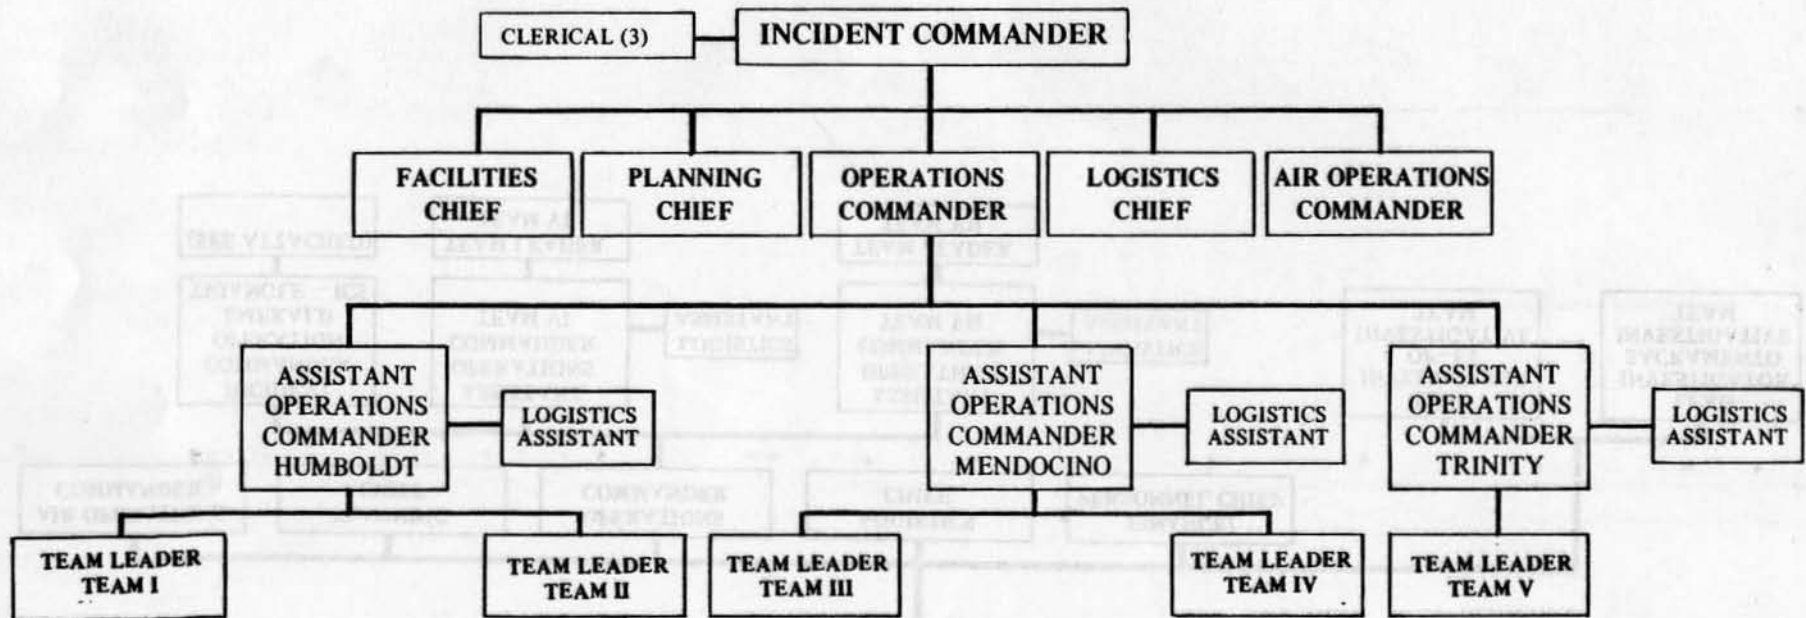 CLERICAL (3)
INCIDENT COMMANDER
FACILITIES
CHIEF
PLANNING
CHIEF
OPERATIONS
COMMANDER
LOGISTICS
CHIEF
AIR OPERATIONS
COMMANDER
ASSISTANT
OPERATIONS
COMMANDER
HUMBOLDT
LOGISTICS
ASSISTANT
ASSISTANT
OPERATIONS
COMMANDER
MENDOCINO
LOGISTICS
ASSISTANT
ASSISTANT
OPERATIONS
COMMANDER
TRINITY
LOGISTICS
ASSISTANT
TEAM LEADER
TEAM I
TEAM LEADER
TEAM II
TEAM LEADER
TEAM III
TEAM LEADER
TEAM IV
TEAM LEADER
TEAM V